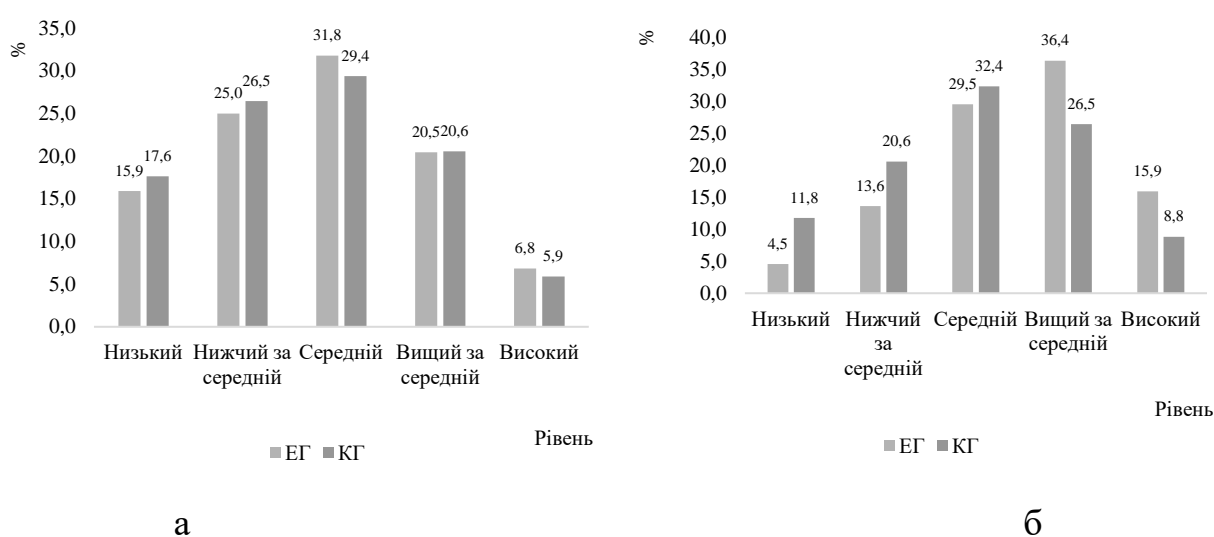 %
35,0
30,0
25,0
20,0
15,0
10,0
5,0
0,0
15,9
17,6
25,0
26,5
31,8
29,4
20,5
20,6
6,8
5,9
Низький
Нижчий за
середній
Середній
Вищий за
середній
Високий
Рівень
ЕГ
КГ
а
%
40,0
35,0
30,0
25,0
20,0
15,0
10,0
5,0
0,0
4,5
11,8
13,6
20,6
29,5
32,4
36,4
26,5
15,9
8,8
Низький
Нижчий
за
середній
Середній
Вищий за
середній
Високий
Рівень
ЕГ
КГ
б